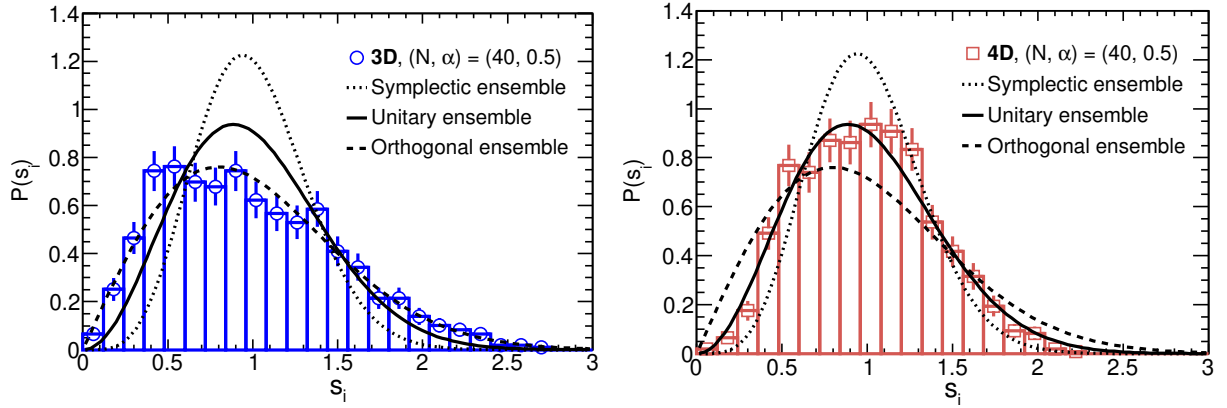 P(s_i)
1.4
1.2
1
0.8
0.6
0.4
0.2
0
0 0.5 1 1.5 2 2.5 3
s_i
3D, (N, α) = (40, 0.5)
Symplectic ensemble
Unitary ensemble
Orthogonal ensemble
P(s_i)
1.4
1.2
1
0.8
0.6
0.4
0.2
0
0 0.5 1 1.5 2 2.5 3
s_i
4D, (N, α) = (40, 0.5)
Symplectic ensemble
Unitary ensemble
Orthogonal ensemble